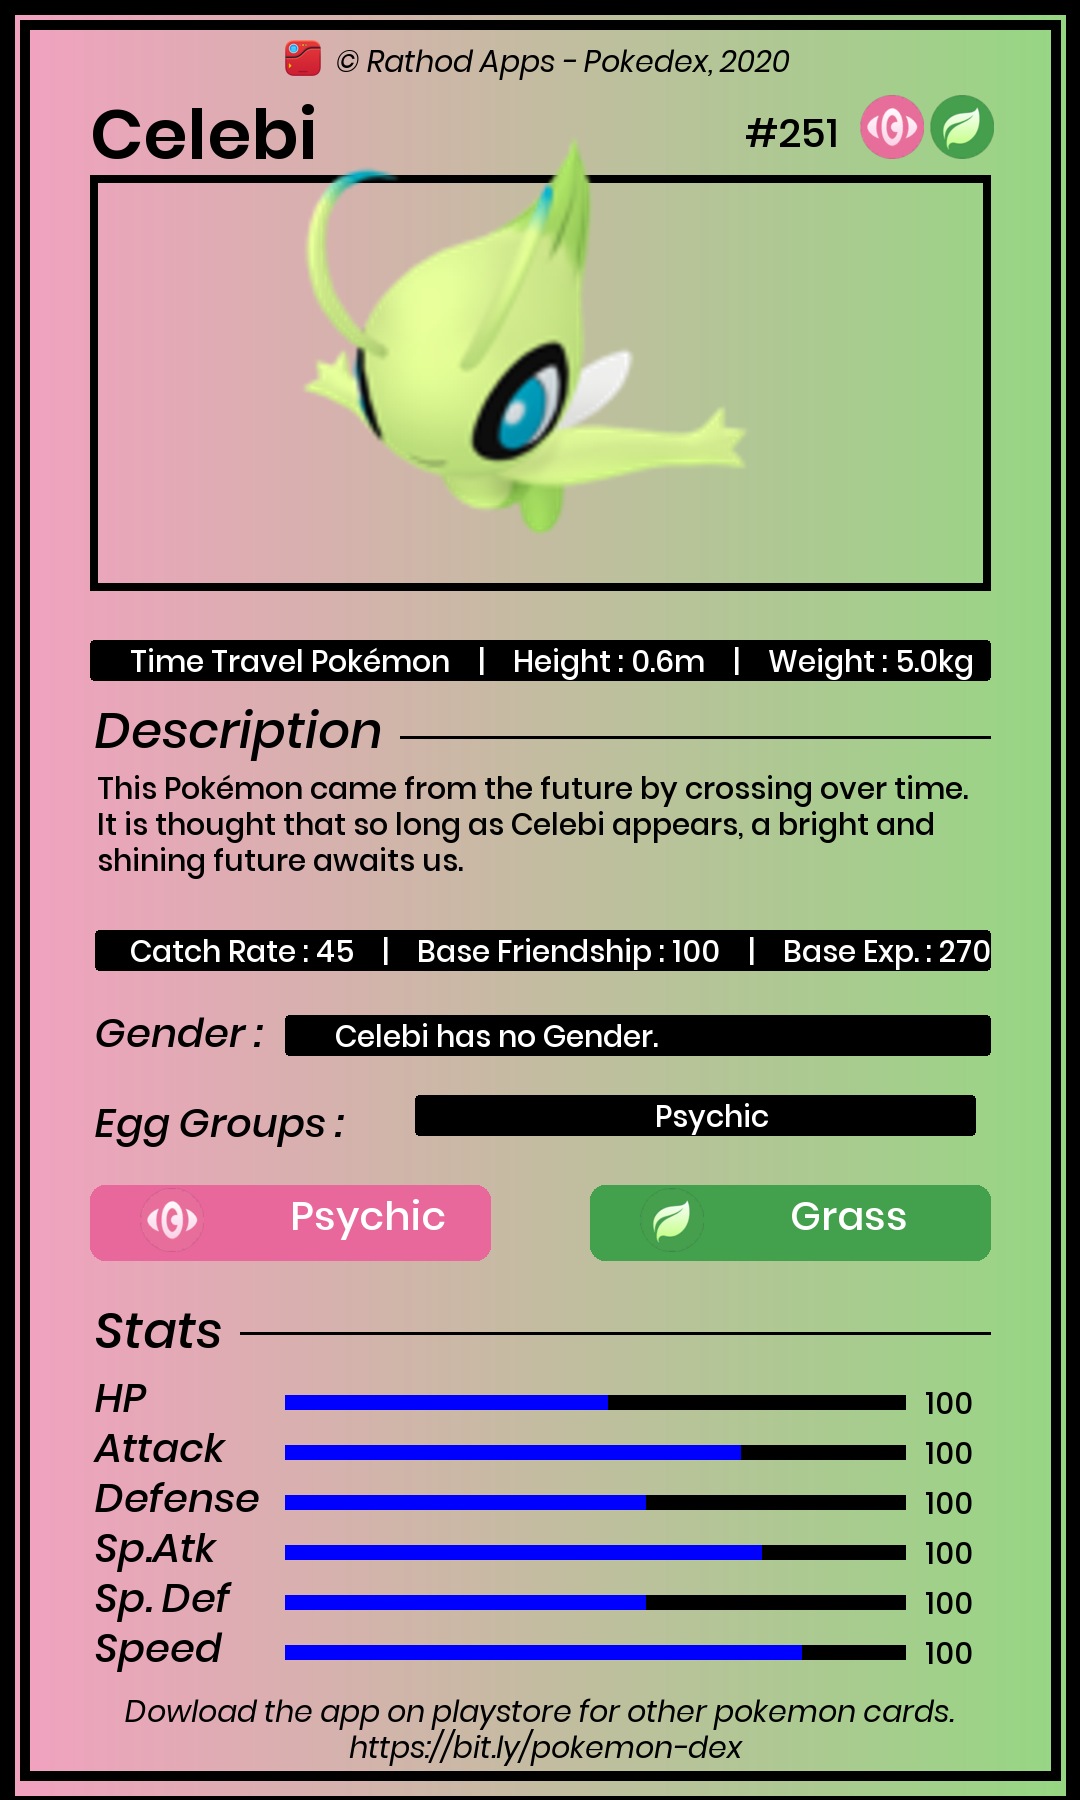 © Rathod Apps - Pokedex, 2020
Celebi #251
Time Travel Pokémon | Height : 0.6m | Weight : 5.0kg
Description
This Pokémon came from the future by crossing over time.
It is thought that so long as Celebi appears, a bright and
shining future awaits us.
Catch Rate : 45 | Base Friendship : 100 | Base Exp. : 270
Gender : Celebi has no Gender.
Egg Groups : Psychic
Psychic Grass
Stats
HP 100
Attack 100
Defense 100
Sp.Atk 100
Sp. Def 100
Speed 100
Dowload the app on playstore for other pokemon cards.
https://bit.ly/pokemon-dex